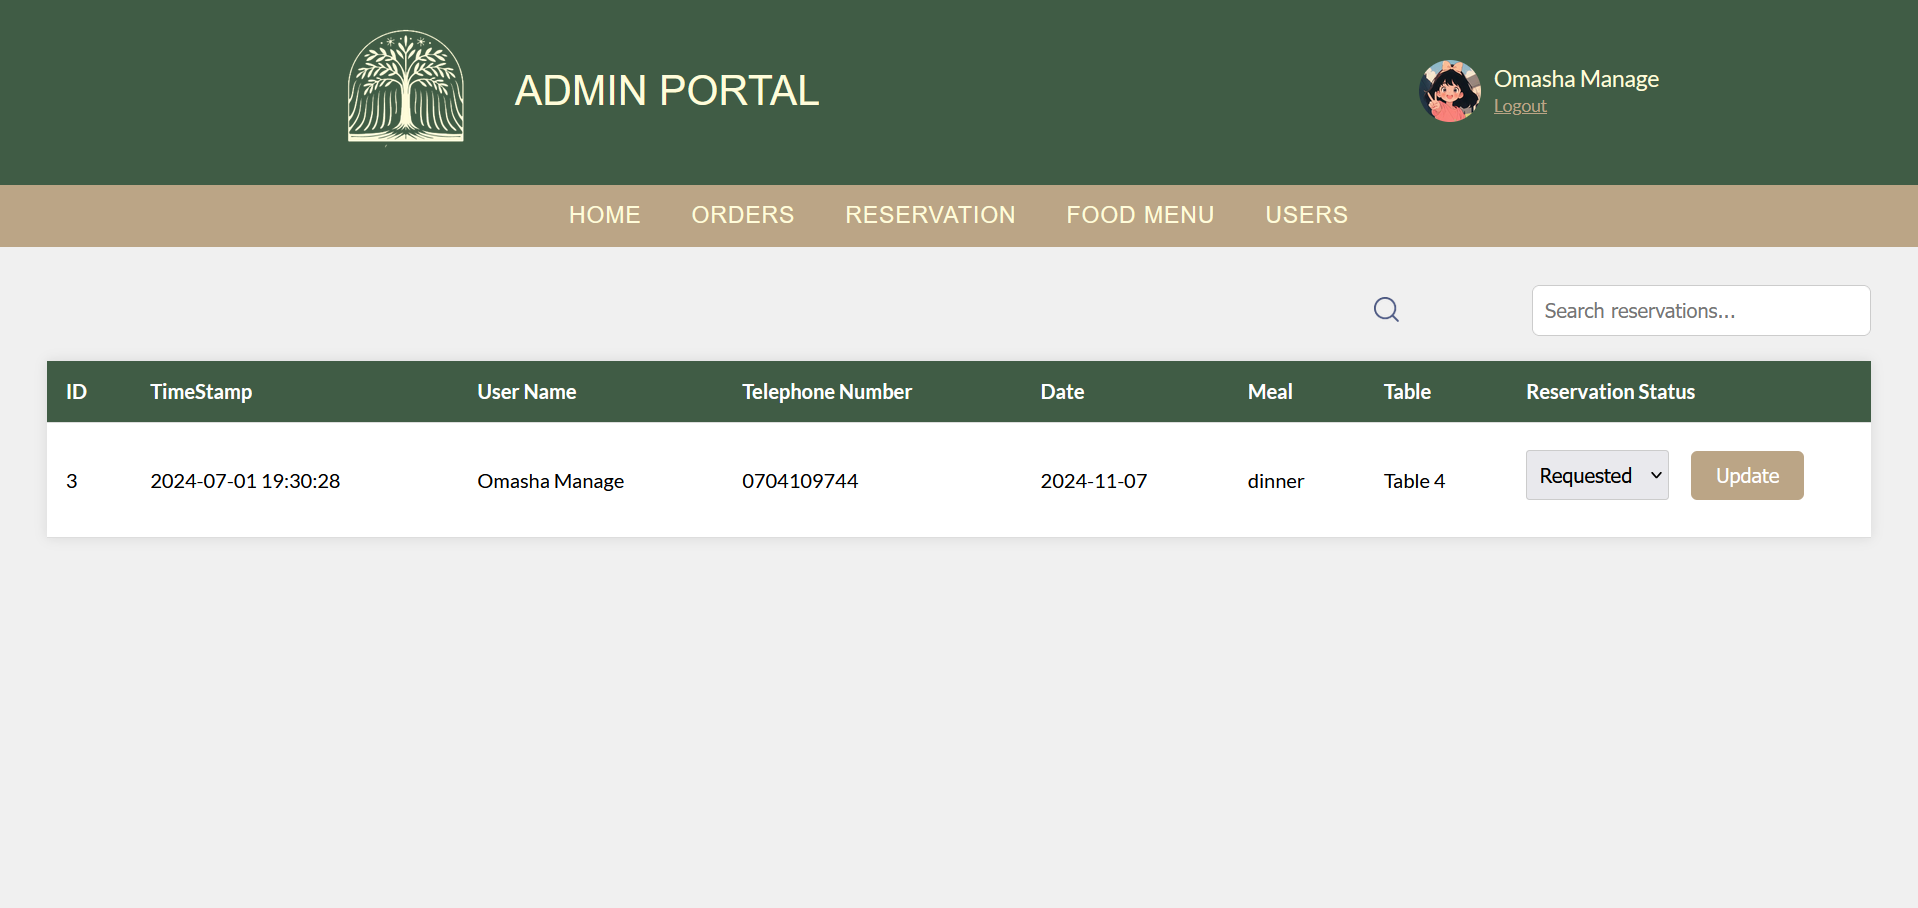 ADMIN PORTAL
Omasha Manage
Logout
HOME ORDERS RESERVATION FOOD MENU USERS
Search reservations...
ID TimeStamp User Name Telephone Number Date Meal Table Reservation Status
3 2024-07-01 19:30:28 Omasha Manage 0704109744 2024-11-07 dinner Table 4 Requested Update